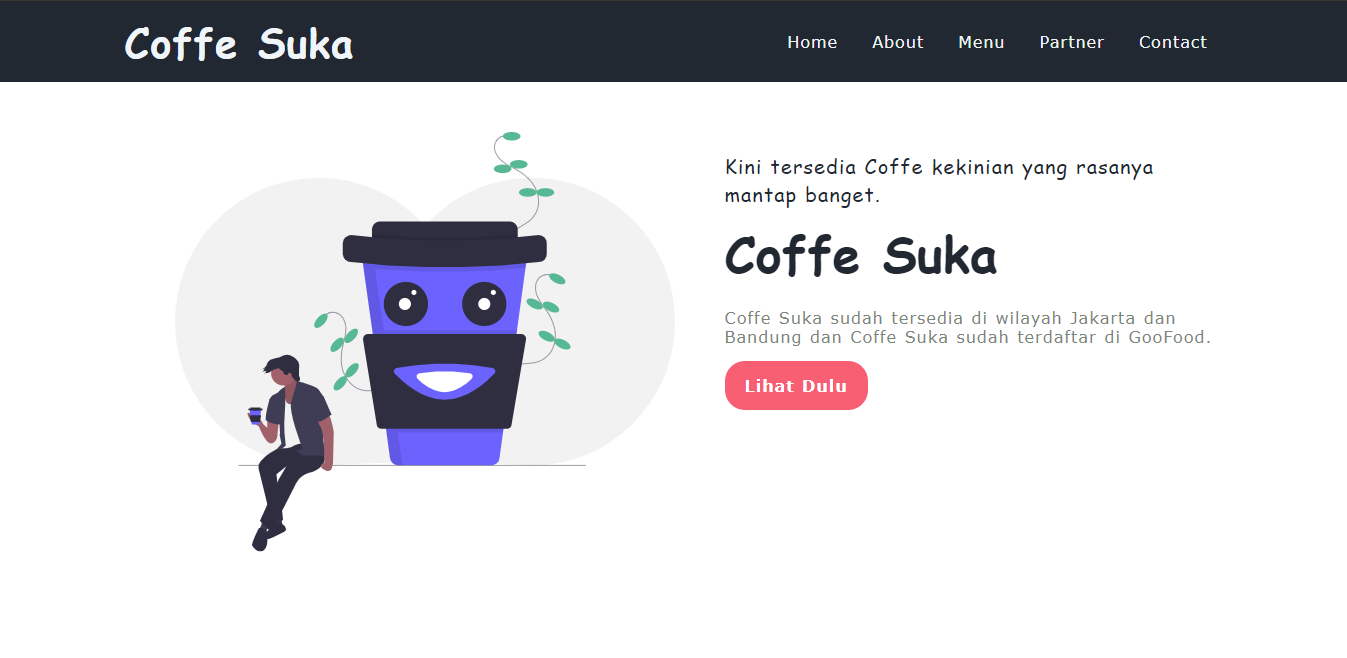 Coffe Suka
Home About Menu Partner Contact
Kini tersedia Coffe kekinian yang rasanya
mantap banget.
Coffe Suka
Coffe Suka sudah tersedia di wilayah Jakarta dan
Bandung dan Coffe Suka sudah terdaftar di GooFood.
Lihat Dulu